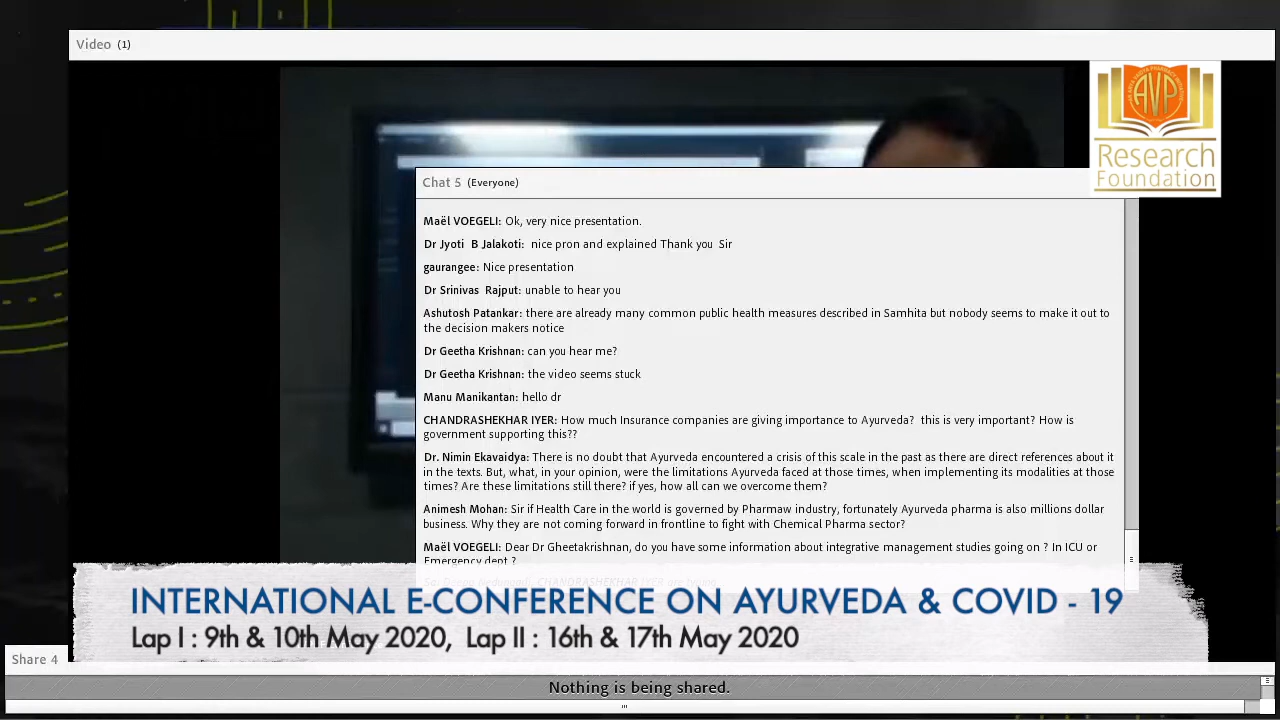 Video (1)
AVP
Research
Foundation
Chat 5 (Everyone)
Maël VOEGELI: Ok, very nice presentation.
Dr Jyoti B Jalakoti: nice pron and explained Thank you Sir
gaurangee: Nice presentation
Dr Srinivas Rajput: unable to hear you
Ashutosh Patankar: there are already many common public health measures described in Samhita but nobody seems to make it out to
the decision makers notice
Dr Geetha Krishnan: can you hear me?
Dr Geetha Krishnan: the video seems stuck
Manu Manikantan: hello dr
CHANDRASHEKHAR IYER: How much Insurance companies are giving importance to Ayurveda? this is very important? How is
government supporting this??
Dr. Nimin Ekavaidya: There is no doubt that Ayurveda encountered a crisis of this scale in the past as there are direct references about it
in the texts. But, what, in your opinion, were the limitations Ayurveda faced at those times, when implementing its modalities at those
times? Are these limitations still there? if yes, how all can we overcome them?
Animesh Mohan: Sir if Health Care in the world is governed by Pharmaw industry, fortunately Ayurveda pharma is also millions dollar
business. Why they are not coming forward in frontline to fight with Chemical Pharma sector?
Maël VOEGELI: Dear Dr Gheetakrishnan, do you have some information about integrative management studies going on ? In ICU or
Emergency dept ?
CHANDRASHEKHAR IYER are typing
INTERNATIONAL E-CONFERENCE ON AYURVEDA & COVID - 19
Lap I : 9th & 10th May 2020, Lap II : 16th & 17th May 2020
Share 4
Nothing is being shared.